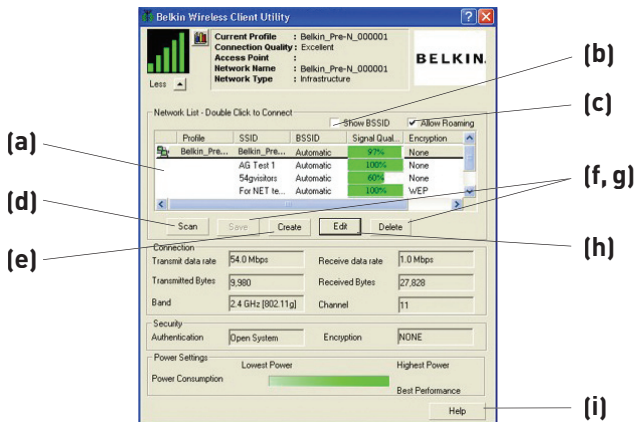 Belkin Wireless Client Utility
Current Profile : Belkin_Pre-N_000001
Connection Quality : Excellent
Access Point :
Network Name : Belkin_Pre-N_000001
Network Type : Infrastructure
BELKIN.
Less
(b)
(c)
Network List - Double Click to Connect
Show BSSID
Allow Roaming
(a)
Profile SSID BSSID Signal Qual... Encryption
Belkin_Pre... Belkin_Pre... Automatic 97% None
AG Test 1 Automatic 100% None
54gvisitors Automatic 60% None
For NET te... Automatic 100% WEP
(f, g)
(d)
Scan Save Create Edit Delete
(e)
(h)
Connection
Transmit data rate 54.0 Mbps Receive data rate 1.0 Mbps
Transmitted Bytes 9,980 Received Bytes 27,828
Band 2.4 GHz [802.11g] Channel 11
Security
Authentication Open System Encryption NONE
Power Settings
Lowest Power Highest Power
Power Consumption
Best Performance
Help
(i)